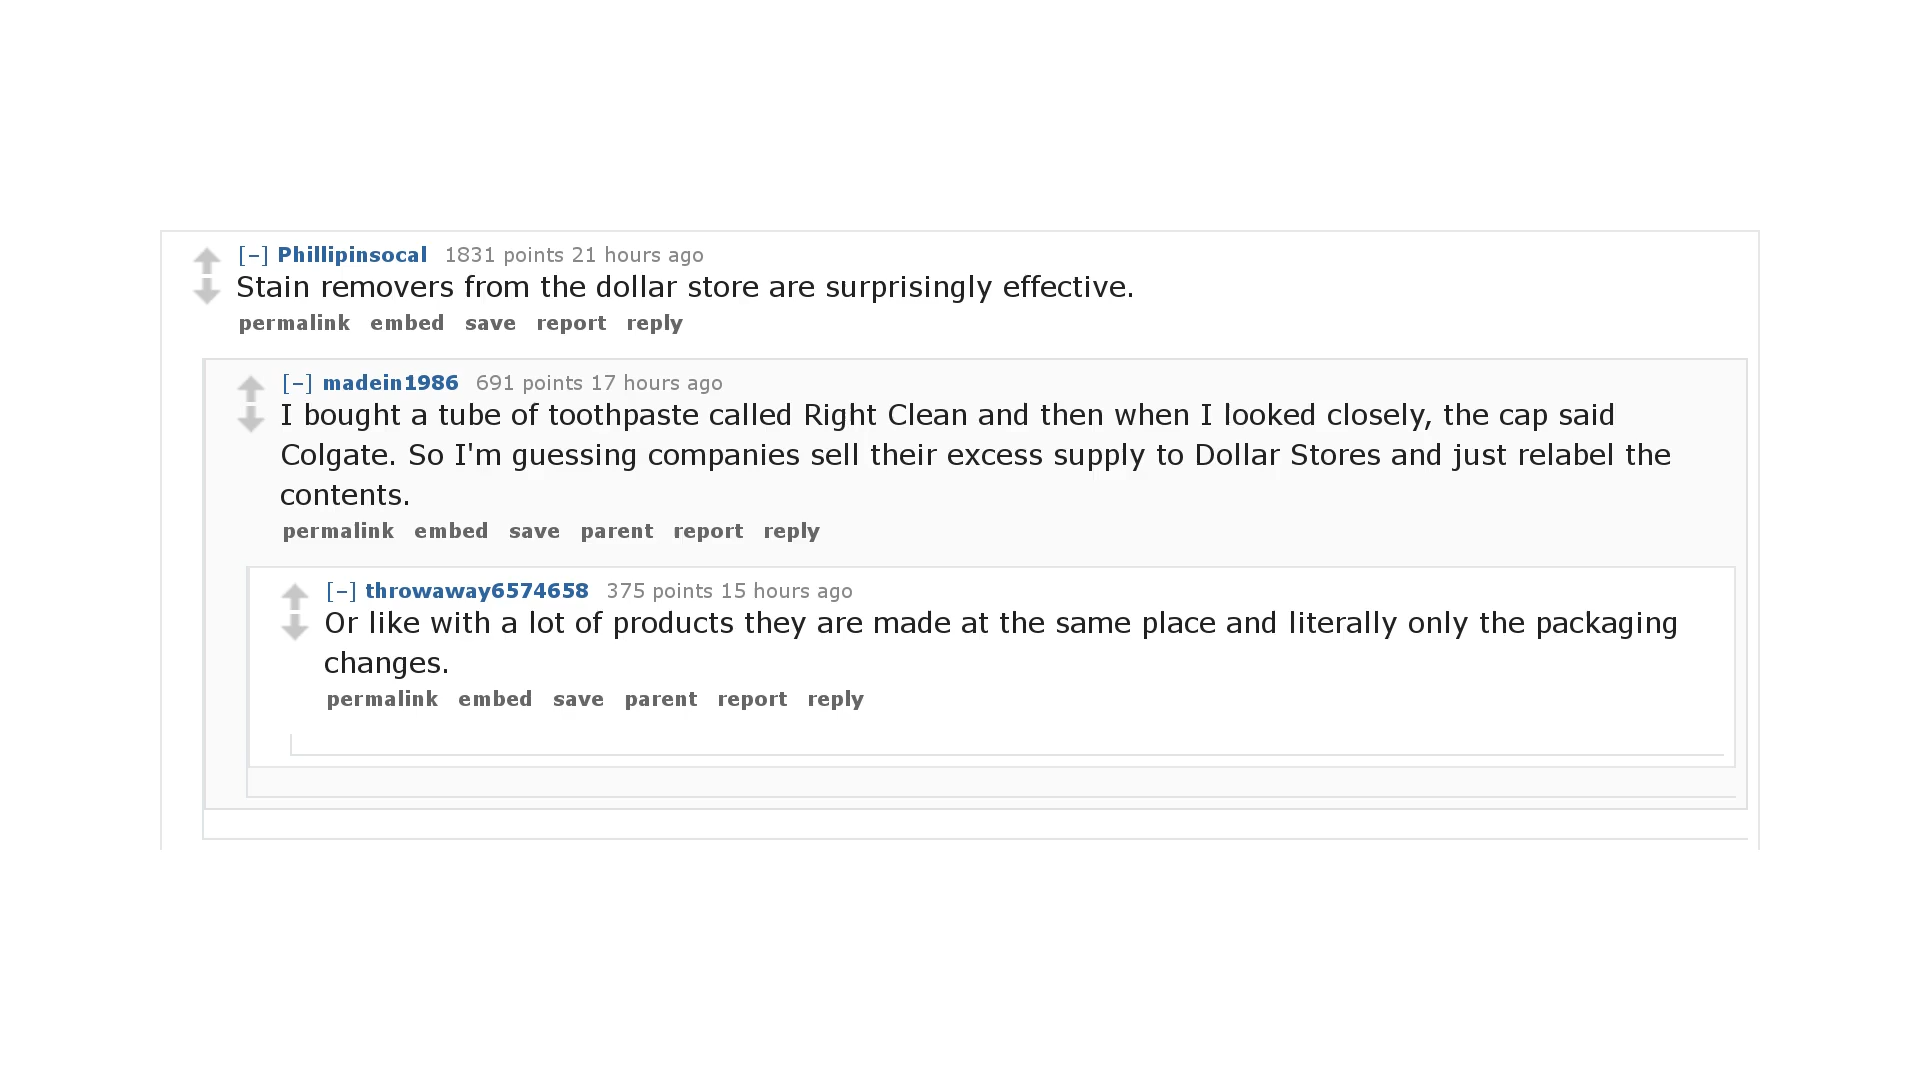 [–] Phillipinsocal 1831 points 21 hours ago
Stain removers from the dollar store are surprisingly effective.
permalink embed save report reply
[–] madein1986 691 points 17 hours ago
I bought a tube of toothpaste called Right Clean and then when I looked closely, the cap said
Colgate. So I'm guessing companies sell their excess supply to Dollar Stores and just relabel the
contents.
permalink embed save parent report reply
[–] throwaway6574658 375 points 15 hours ago
Or like with a lot of products they are made at the same place and literally only the packaging
changes.
permalink embed save parent report reply